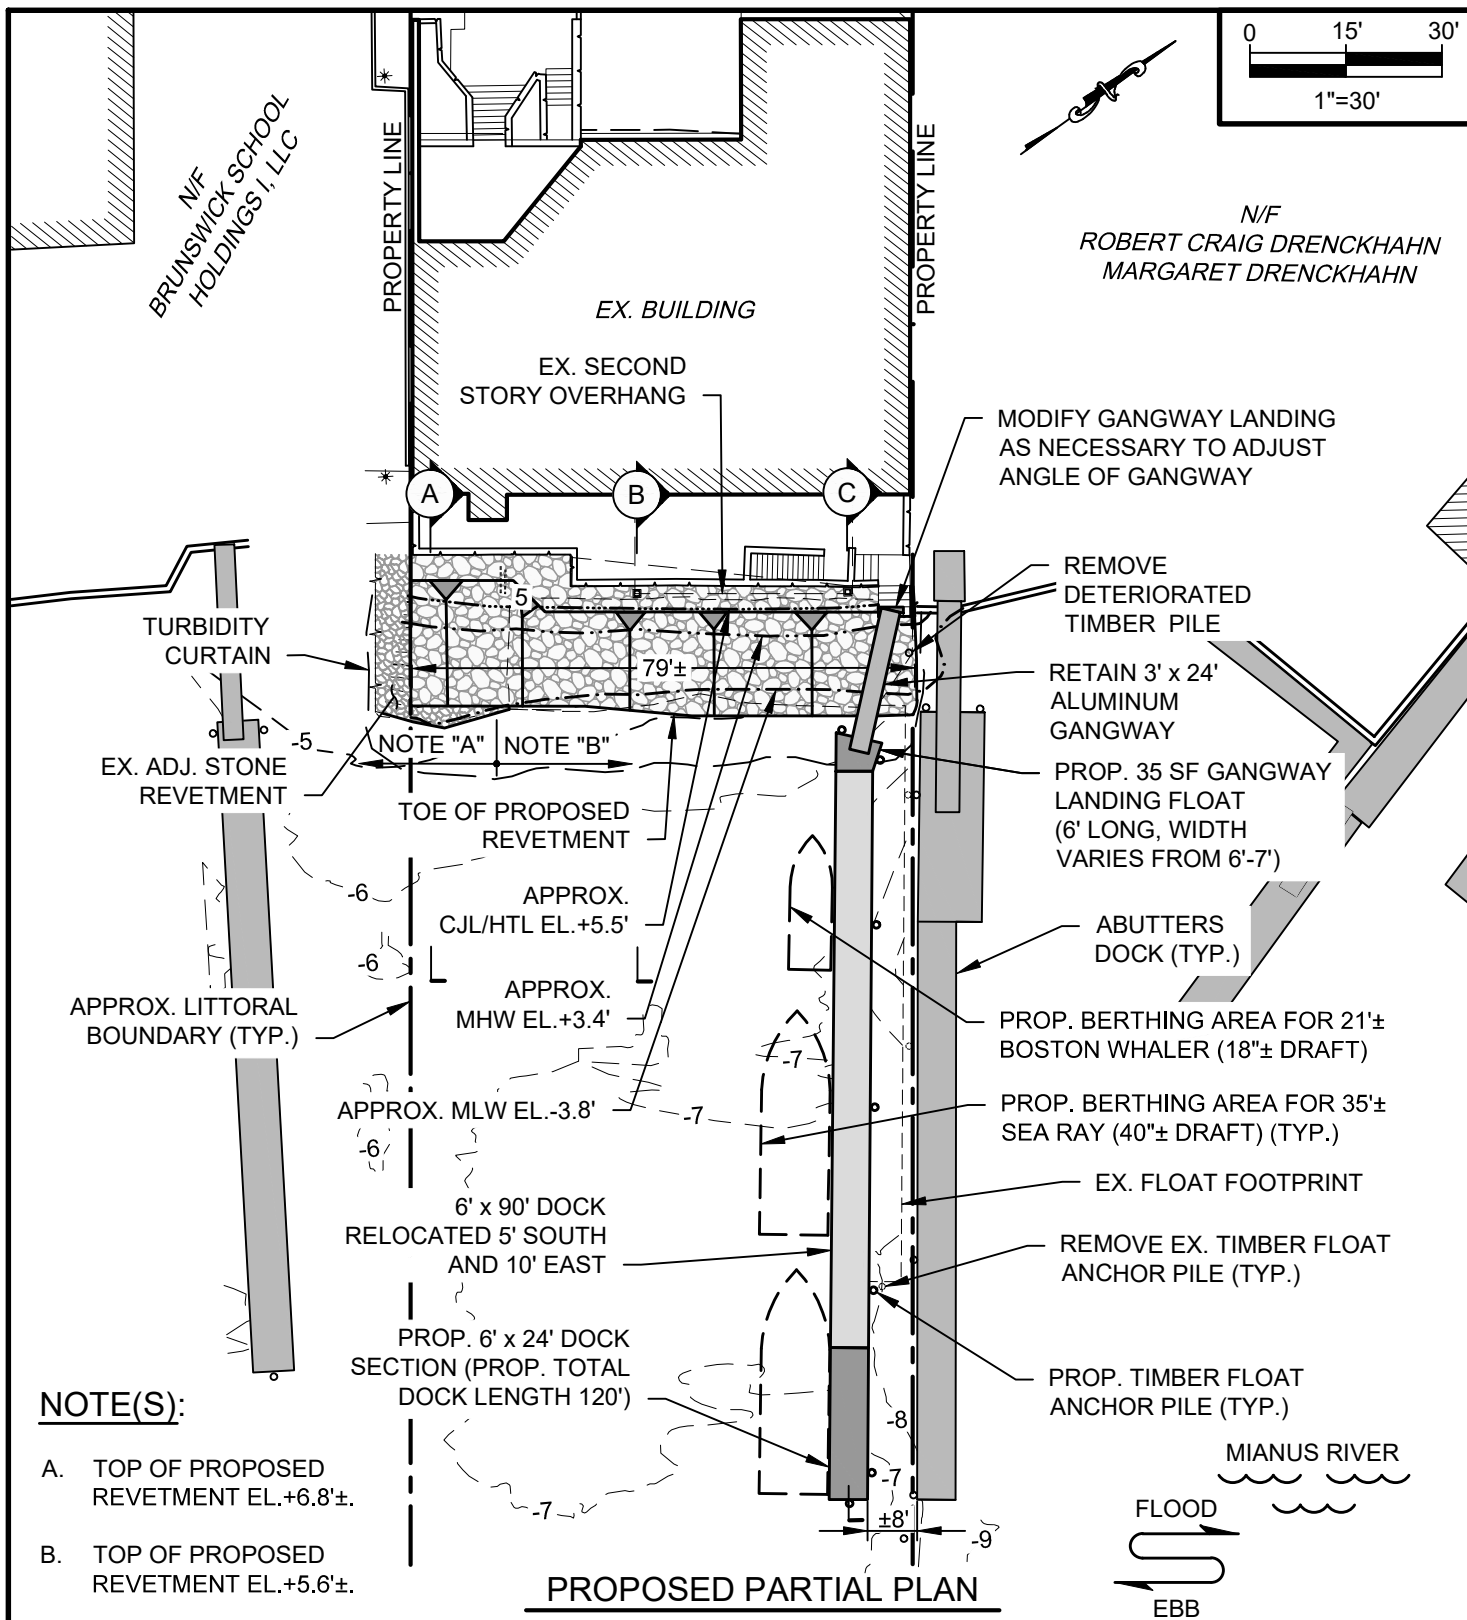 0 15' 30'
1"=30'
N/F
BRUNSWICK SCHOOL
HOLDINGS I, LLC
PROPERTY LINE
PROPERTY LINE
N/F
ROBERT CRAIG DRENCKHAHN
MARGARET DRENCKHAHN
EX. BUILDING
EX. SECOND
STORY OVERHANG
MODIFY GANGWAY LANDING
AS NECESSARY TO ADJUST
ANGLE OF GANGWAY
A
B
C
REMOVE
DETERIORATED
TIMBER PILE
5
TURBIDITY
CURTAIN
79'±
RETAIN 3' x 24'
ALUMINUM
GANGWAY
-5
NOTE "A"
NOTE "B"
EX. ADJ. STONE
REVETMENT
PROP. 35 SF GANGWAY
LANDING FLOAT
(6' LONG, WIDTH
VARIES FROM 6'-7')
TOE OF PROPOSED
REVETMENT
-6
APPROX.
CJL/HTL EL.+5.5'
ABUTTERS
DOCK (TYP.)
-6
APPROX. LITTORAL
BOUNDARY (TYP.)
APPROX.
MHW EL.+3.4'
PROP. BERTHING AREA FOR 21'±
BOSTON WHALER (18"± DRAFT)
-7
APPROX. MLW EL.-3.8'
-7
PROP. BERTHING AREA FOR 35'±
SEA RAY (40"± DRAFT) (TYP.)
-6
EX. FLOAT FOOTPRINT
6' x 90' DOCK
RELOCATED 5' SOUTH
AND 10' EAST
REMOVE EX. TIMBER FLOAT
ANCHOR PILE (TYP.)
PROP. 6' x 24' DOCK
SECTION (PROP. TOTAL
DOCK LENGTH 120')
PROP. TIMBER FLOAT
ANCHOR PILE (TYP.)
-8
-7
-7
±8'
-9
MIANUS RIVER
FLOOD
EBB
NOTE(S):
A. TOP OF PROPOSED
REVETMENT EL.+6.8'±.
B. TOP OF PROPOSED
REVETMENT EL.+5.6'±.
PROPOSED PARTIAL PLAN